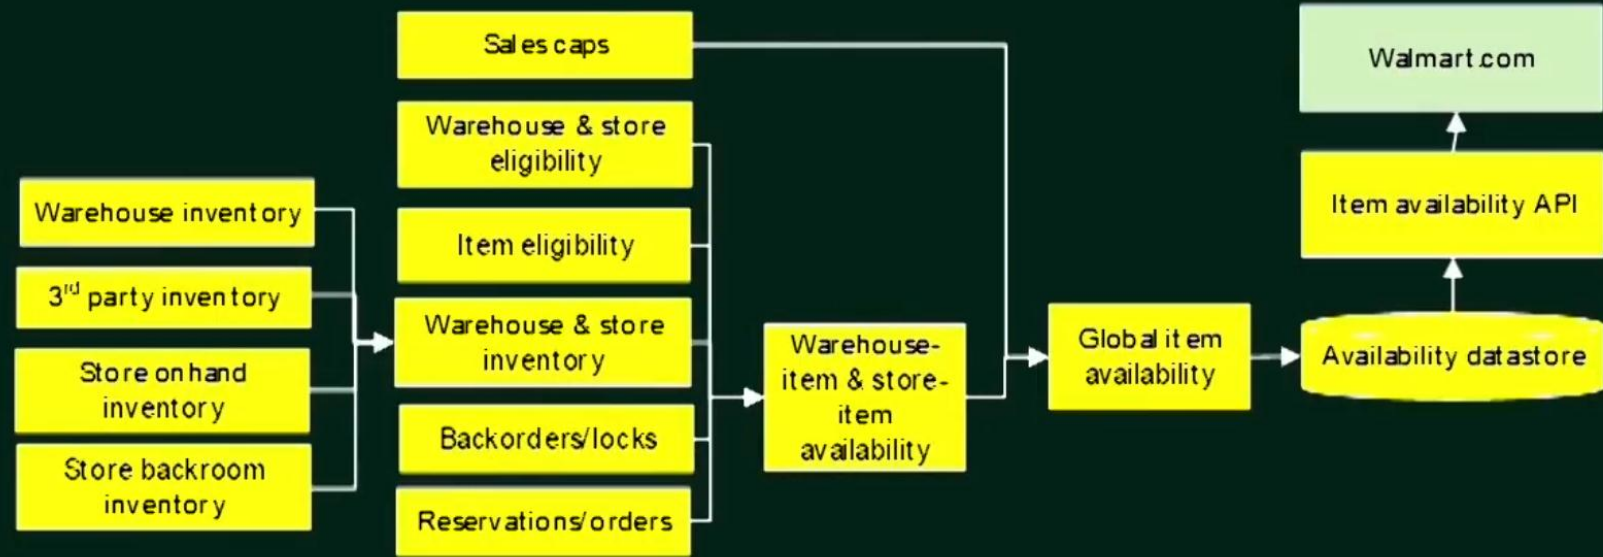 Sales caps
Walmart.com
Warehouse & store
eligibility
Warehouse inventory
Item availability API
Item eligibility
3rd party inventory
Warehouse & store
inventory
Warehouse-
item & store-
item
availability
Global item
availability
Availability datastore
Store on hand
inventory
Backorders/locks
Store backroom
inventory
Reservations/orders